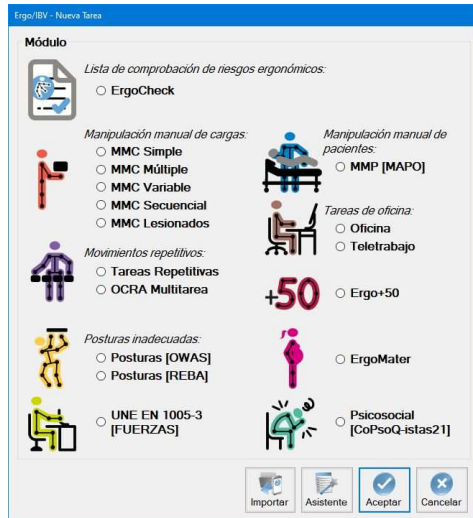 Ergo/IBV - Nueva Tarea
Módulo
Lista de comprobación de riesgos ergonómicos:
ErgoCheck
Manipulación manual de cargas:
MMC Simple
MMC Múltiple
MMC Variable
MMC Secuencial
MMC Lesionados
Manipulación manual de
pacientes:
MMP [MAPO]
Tareas de oficina:
Oficina
Teletrabajo
Movimientos repetitivos:
Tareas Repetitivas
OCRA Multitarea
+50
Ergo+50
Posturas inadecuadas:
Posturas [OWAS]
Posturas [REBA]
ErgoMater
UNE EN 1005-3
[FUERZAS]
Psicosocial
[CoPsoQ-istas21]
Importar
Asistente
Aceptar
Cancelar